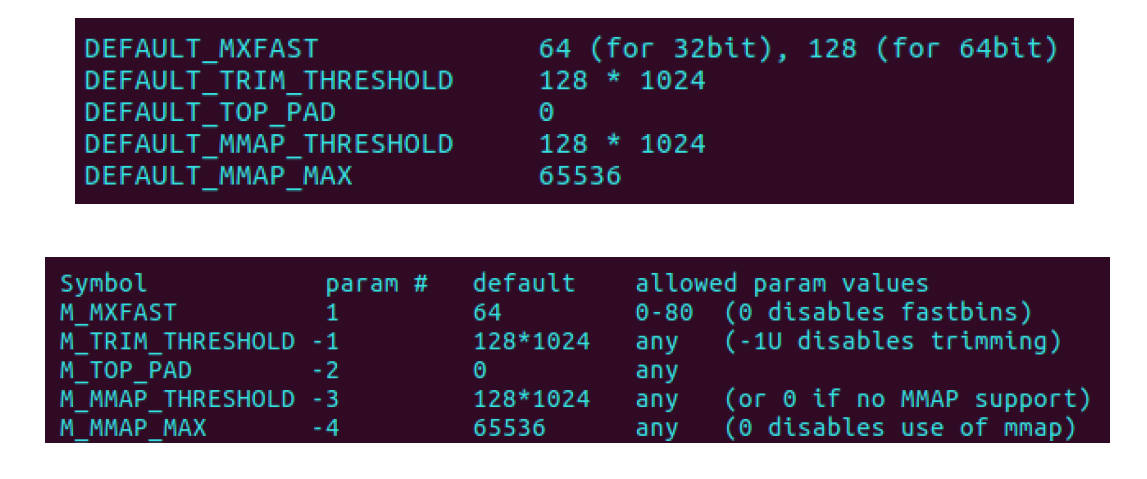 DEFAULT_MXFAST 64 (for 32bit), 128 (for 64bit)
DEFAULT_TRIM_THRESHOLD 128 * 1024
DEFAULT_TOP_PAD 0
DEFAULT_MMAP_THRESHOLD 128 * 1024
DEFAULT_MMAP_MAX 65536
Symbol param # default allowed param values
M_MXFAST 1 64 0-80 (0 disables fastbins)
M_TRIM_THRESHOLD -1 128*1024 any (-1U disables trimming)
M_TOP_PAD -2 0 any
M_MMAP_THRESHOLD -3 128*1024 any (or 0 if no MMAP support)
M_MMAP_MAX -4 65536 any (0 disables use of mmap)